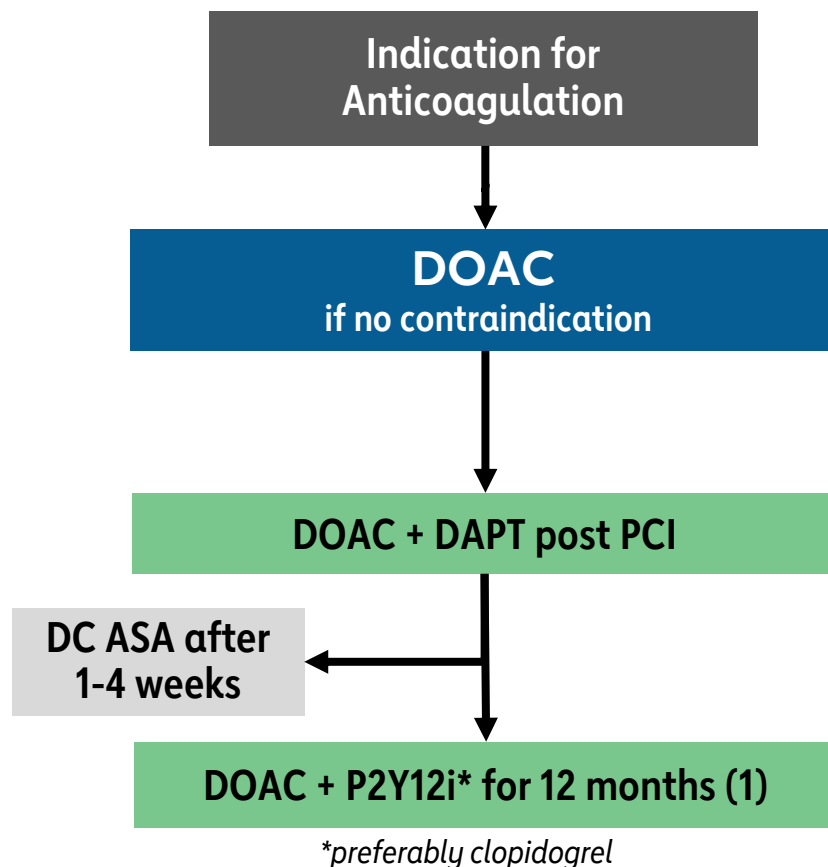 Indication for
Anticoagulation
DOAC
if no contraindication
DOAC + DAPT post PCI
DC ASA after
1-4 weeks
DOAC + P2Y12i* for 12 months (1)
*preferably clopidogrel